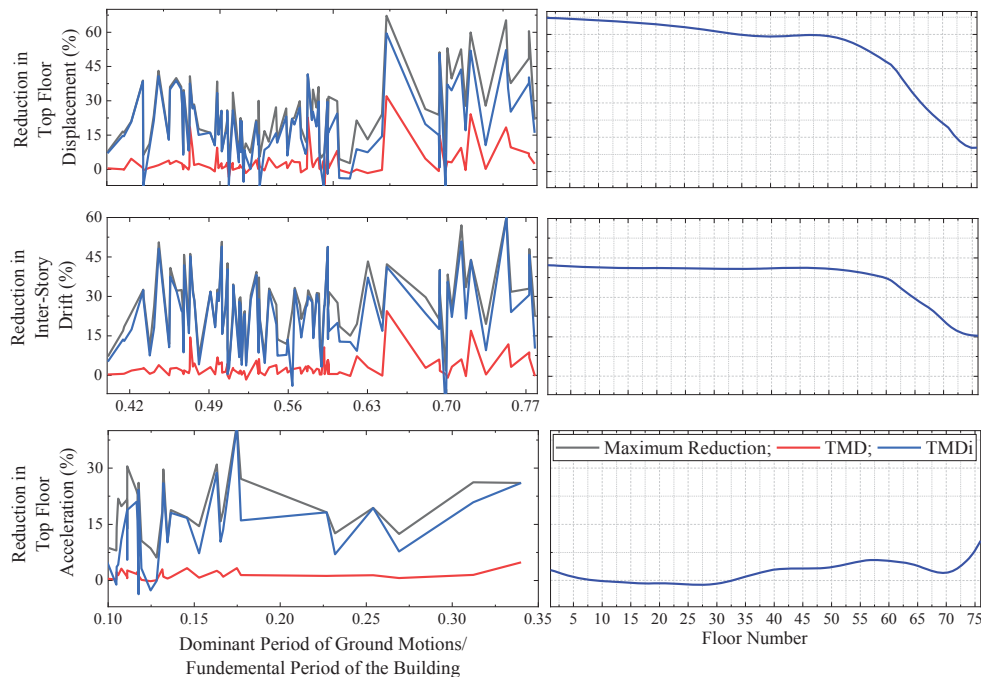 Reduction in
Top Floor
Displacement (%)
60
45
30
15
0
Reduction in
Inter-Story
Drift (%)
60
45
30
15
0
0.42
0.49
0.56
0.63
0.70
0.77
Reduction in
Top Floor
Acceleration (%)
30
15
0
0.10
0.15
0.20
0.25
0.30
0.35
Dominant Period of Ground Motions/
Fundemental Period of the Building
Maximum Reduction; TMD; TMDi
5 10 15 20 25 30 35 40 45 50 55 60 65 70 75
Floor Number